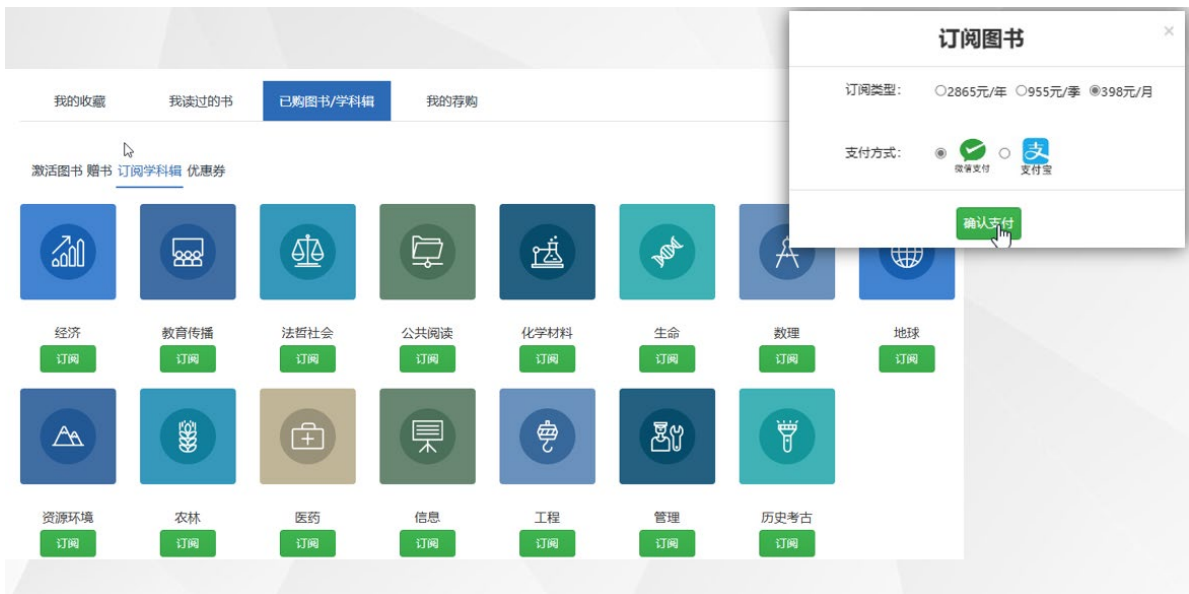 我的收藏 我读过的书 已购图书/学科辑 我的荐购
激活图书 赠书 订阅学科辑 优惠券
经济 教育传播 法哲社会 公共阅读 化学材料 生命 数理 地球
订阅 订阅 订阅 订阅 订阅 订阅 订阅 订阅
资源环境 农林 医药 信息 工程 管理 历史考古
订阅 订阅 订阅 订阅 订阅 订阅 订阅
订阅图书 ×
订阅类型： 2865元/年 955元/季 398元/月
支付方式： 微信支付 支 支付宝
确认支付